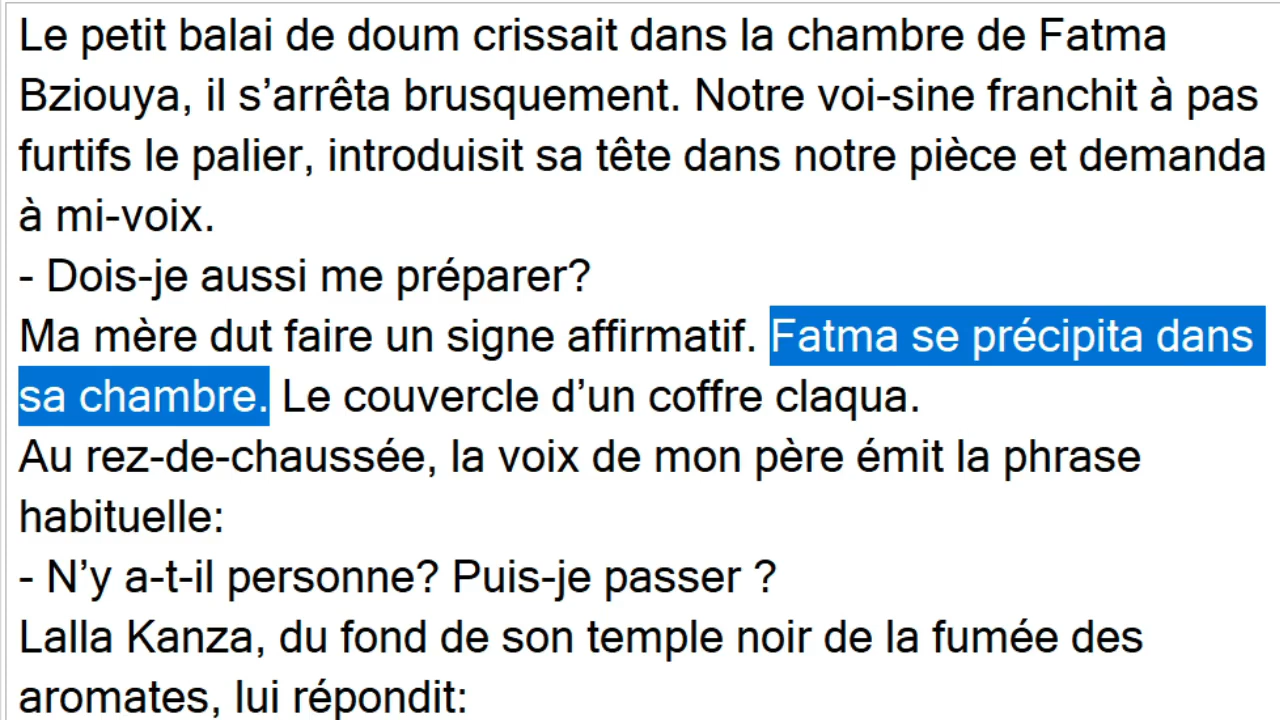 Le petit balai de doum crissait dans la chambre de Fatma
Bziouya, il s’arrêta brusquement. Notre voi-sine franchit à pas
furtifs le palier, introduisit sa tête dans notre pièce et demanda
à mi-voix.
- Dois-je aussi me préparer?
Ma mère dut faire un signe affirmatif. Fatma se précipita dans
sa chambre. Le couvercle d’un coffre claqua.
Au rez-de-chaussée, la voix de mon père émit la phrase
habituelle:
- N’y a-t-il personne? Puis-je passer ?
Lalla Kanza, du fond de son temple noir de la fumée des
aromates, lui répondit: